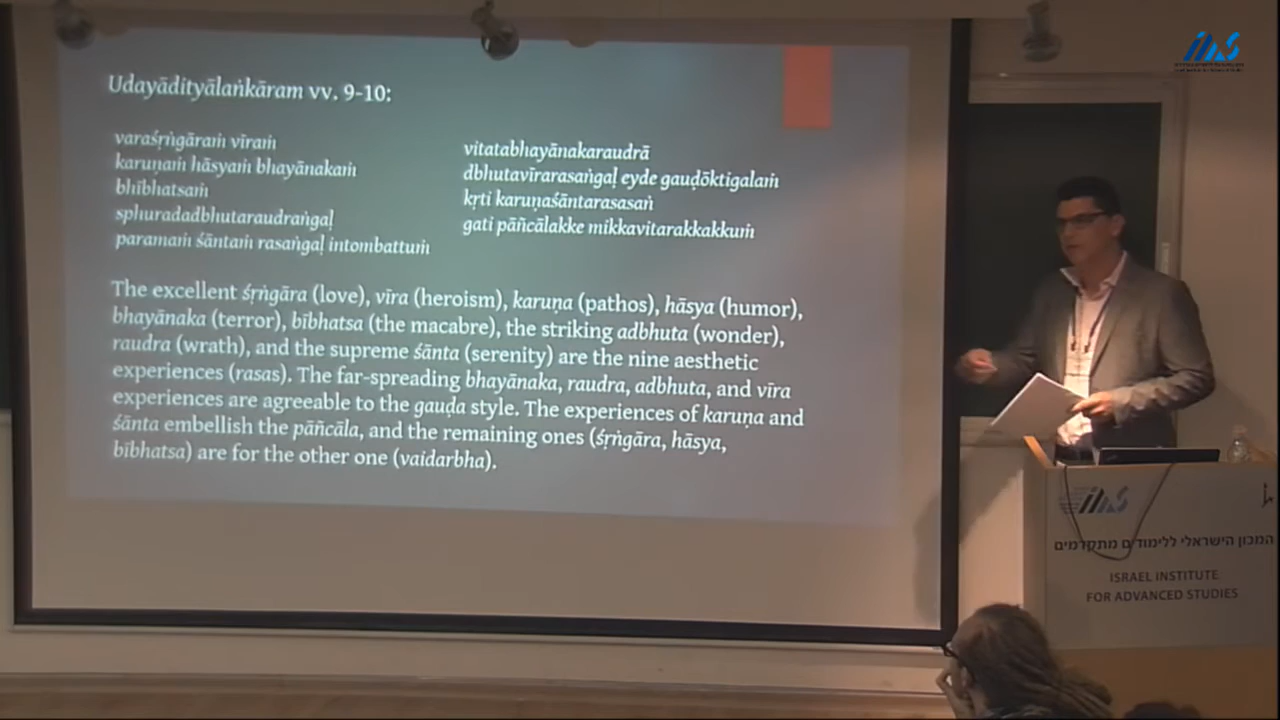 Udayādityālaṅkāram vv. 9-10:
varaśṛṅgāraṁ vīraṁ
karuṇaṁ hāsyaṁ bhayānakaṁ
bhībhatsaṁ
sphuradadbhutaraudraṅgaḷ
paramaṁ śāntaṁ rasaṅgaḷ intombattuṁ
vitatabhayānakaraudrā
dbhutavīrarasaṅgaḷ eyde gauḍōktigalaṁ
kṛti karuṇaśāntarasasaṅ
gati pāñcālakke mikkavitarakkakkuṁ
The excellent śṛṅgāra (love), vīra (heroism), karuṇa (pathos), hāsya (humor),
bhayānaka (terror), bībhatsa (the macabre), the striking adbhuta (wonder),
raudra (wrath), and the supreme śānta (serenity) are the nine aesthetic
experiences (rasas). The far-spreading bhayānaka, raudra, adbhuta, and vīra
experiences are agreeable to the gauḍa style. The experiences of karuṇa and
śānta embellish the pāñcāla, and the remaining ones (śṛṅgāra, hāsya,
bībhatsa) are for the other one (vaidarbha).
iias
iias
המכון הישראלי ללימודים מתקדמים
ISRAEL INSTITUTE
FOR ADVANCED STUDIES